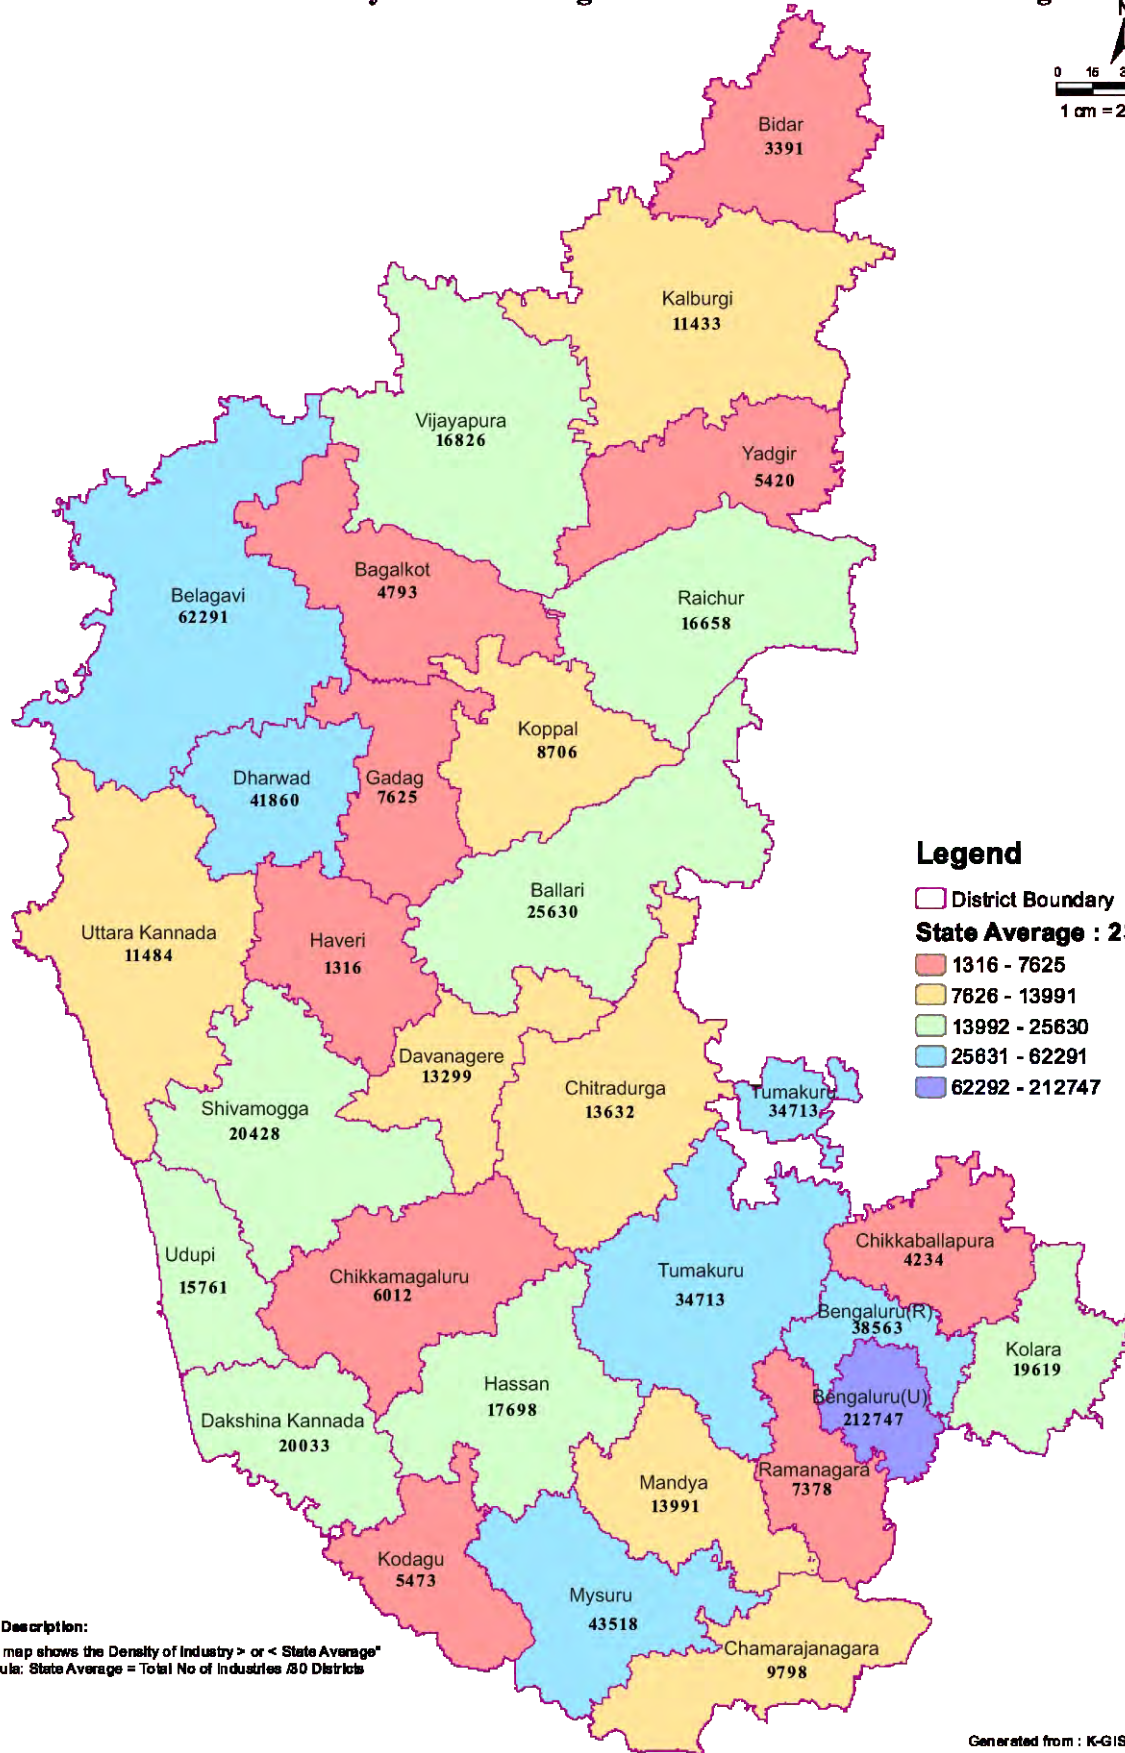 0 16
1 cm = 2
Bidar
3391
Kalburgi
11433
Vijayapura
16826
Yadgir
5420
Bagalkot
4793
Belagavi
62291
Raichur
16658
Koppal
8706
Dharwad
41860
Gadag
7625
Ballari
25630
Uttara Kannada
11484
Haveri
1316
Davanagere
13299
Chitradurga
13632
Shivamogga
20428
Tumakuru
34713
Udupi
15761
Chikkamagaluru
6012
Tumakuru
34713
Chikkaballapura
4234
Bengaluru(R)
38563
Kolara
19619
Hassan
17698
Bengaluru(U)
212747
Dakshina Kannada
20033
Mandya
13991
Ramanagara
7378
Kodagu
5473
Mysuru
43518
Chamarajanagara
9798
Legend
District Boundary
State Average : 2
1316 - 7625
7626 - 13991
13992 - 25630
25631 - 62291
62292 - 212747
Description:
map shows the Density of Industry > or < State Average"
ula: State Average = Total No of Industries /30 Districts
Generated from : K-GIS